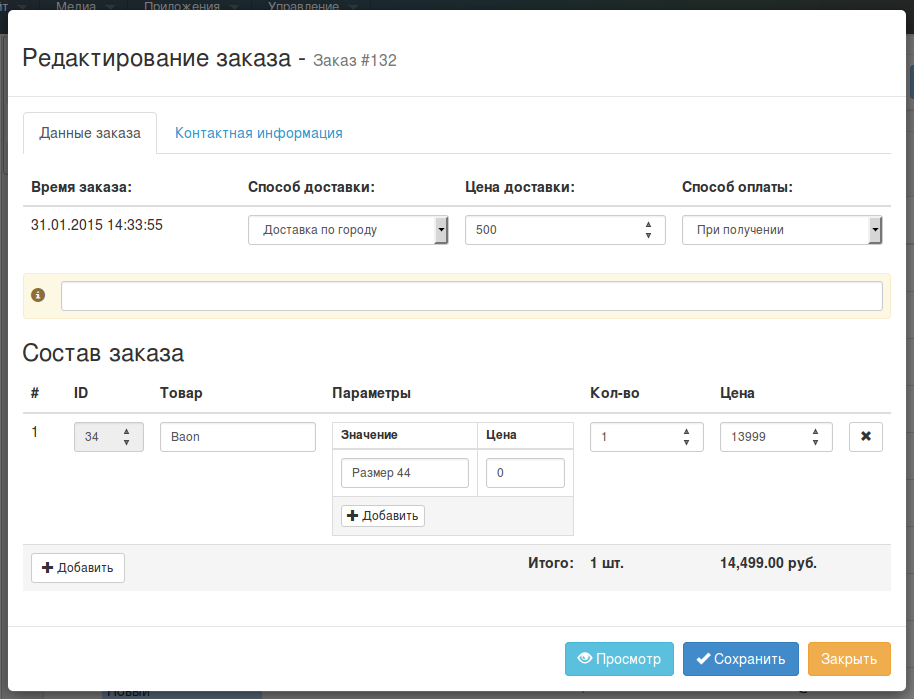 йт Медиа Приложения Управление
Редактирование заказа - Заказ #132
Данные заказа Контактная информация
Время заказа: Способ доставки: Цена доставки: Способ оплаты:
31.01.2015 14:33:55 Доставка по городу 500 При получении
Состав заказа
# ID Товар Параметры Кол-во Цена
1 34 Baon Значение Цена 1 13999
Размер 44 0
Добавить
Добавить Итого: 1 шт. 14,499.00 руб.
Просмотр Сохранить Закрыть
Новый